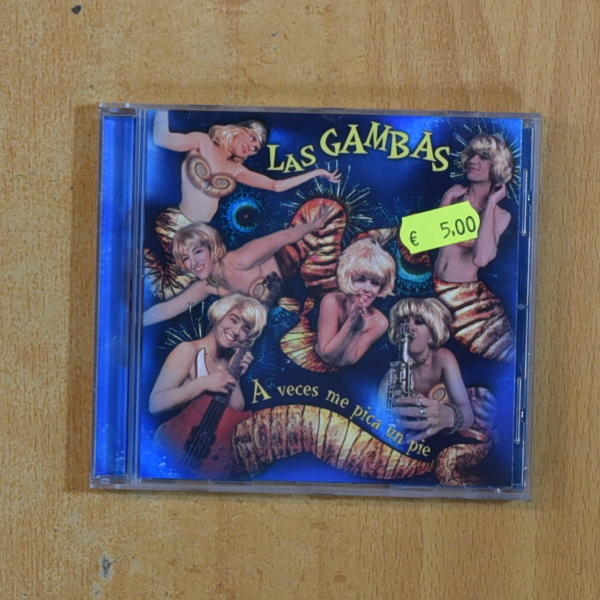 LAS GAMBAS
€ 5,00
A veces me pica un pie